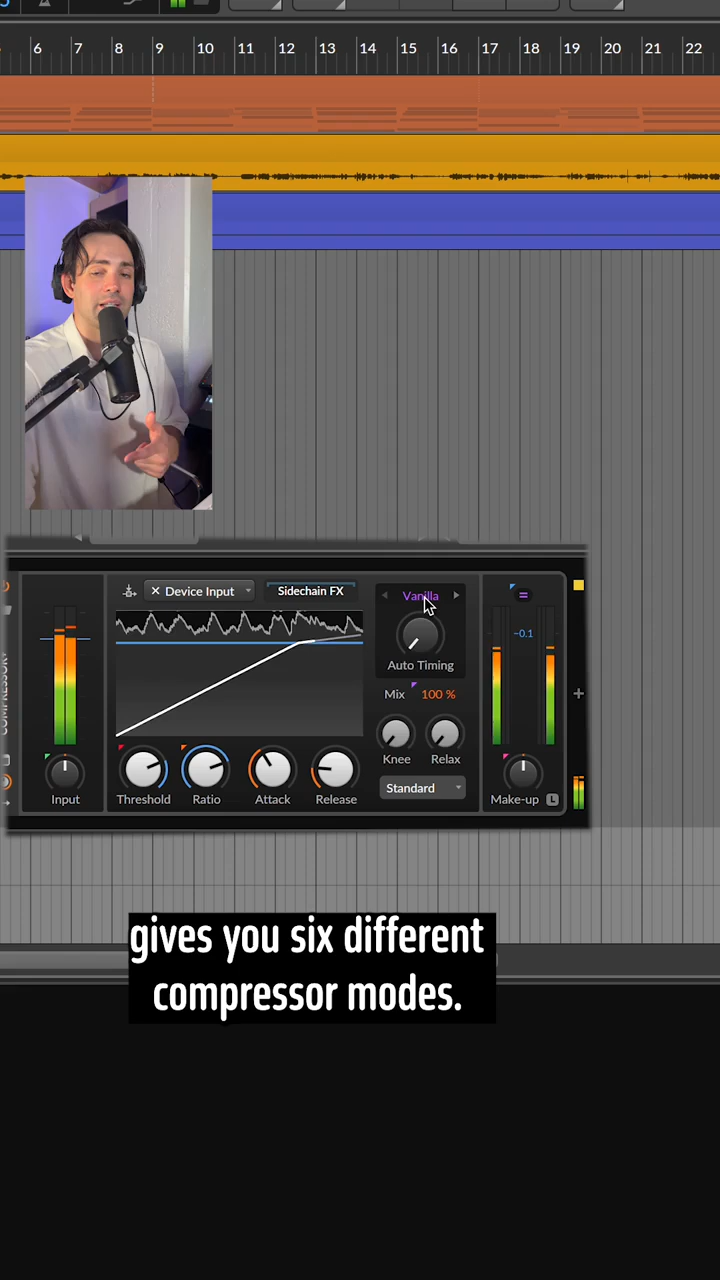 6 7 8 9 10 11 12 13 14 15 16 17 18 19 20 21 22
× Device Input
Sidechain FX
Vanilla
=
-0.1
Auto Timing
Mix 100 %
Knee Relax
Input
Threshold Ratio Attack Release
Standard
Make-up L
COMPRESSOR+
gives you six different
compressor modes.